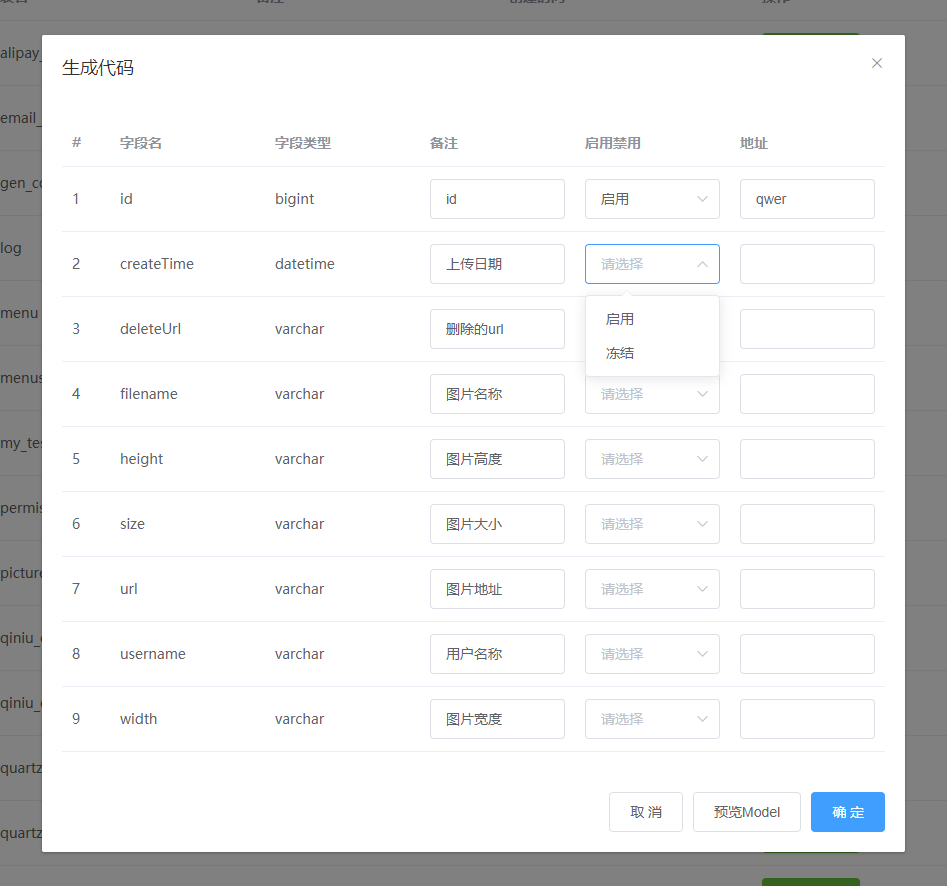 生成代码
# 字段名 字段类型 备注 启用禁用 地址
1 id bigint id 启用 qwer
2 createTime datetime 上传日期 请选择
3 deleteUrl varchar 删除的url
启用
冻结
4 filename varchar 图片名称 请选择
5 height varchar 图片高度 请选择
6 size varchar 图片大小 请选择
7 url varchar 图片地址 请选择
8 username varchar 用户名称 请选择
9 width varchar 图片宽度 请选择
取 消 预览Model 确 定
alipay_
email_
gen_co
log
menu
menus
my_tes
permis
picture
qiniu_
qiniu_
quartz
quartz